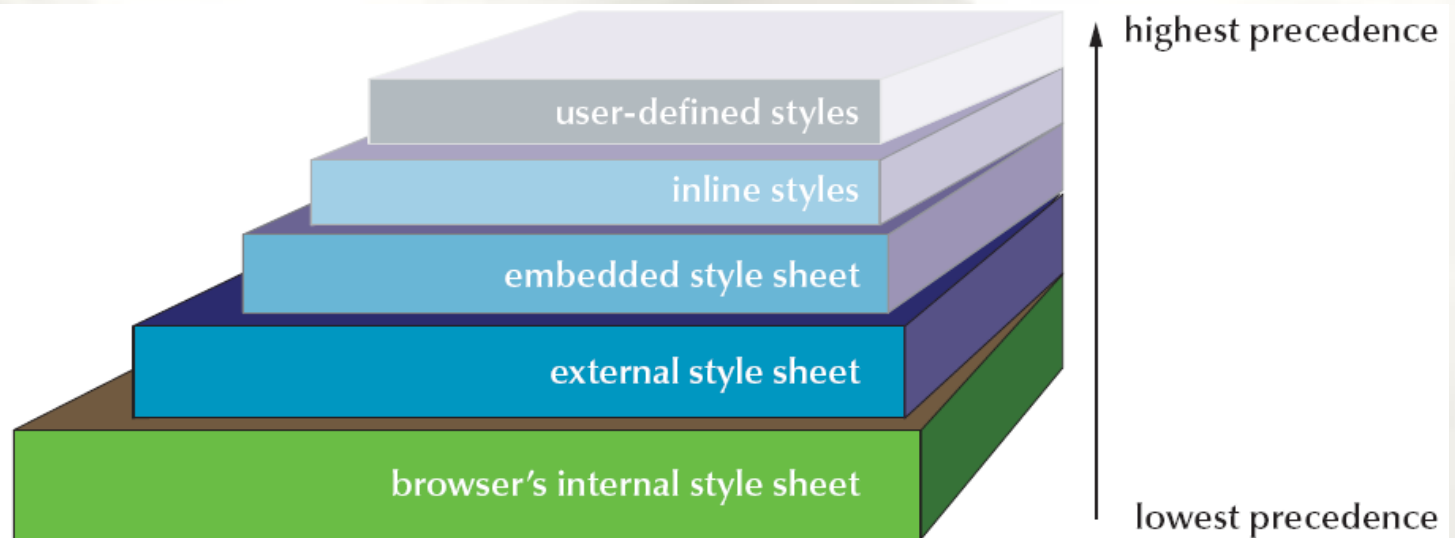 highest precedence
user-defined styles
inline styles
embedded style sheet
external style sheet
browser’s internal style sheet
lowest precedence